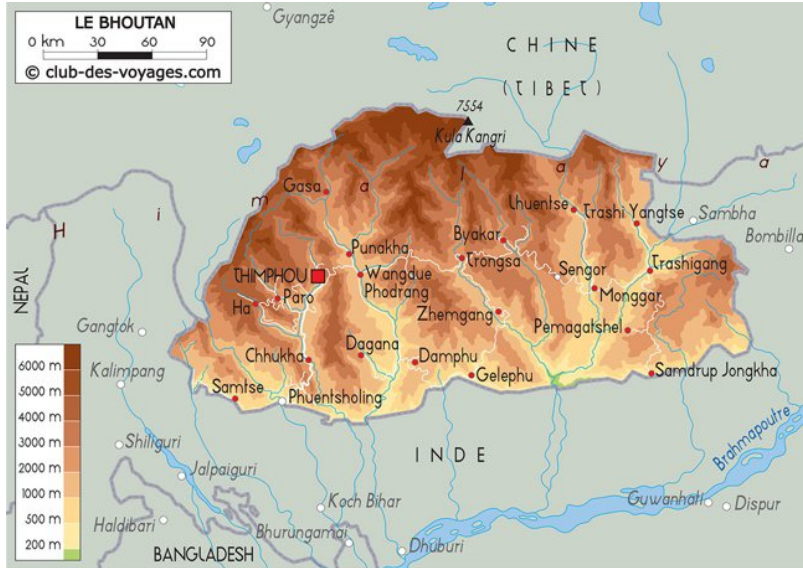 LE BHOUTAN
0 km 30 60 90
© club-des-voyages.com
Gyangzê
CHINE
(TIBET)
7554
Kula Kangri
H i m a l a y a
Gasa
Lhuentse
Trashi Yangtse
Sambha
Byakar
Bombilla
Punakha
Trongsa
THIMPHOU
Wangdue
Phodrang
Sengor
Trashigang
NEPAL
Ha
Paro
Monggar
Zhemgang
Pemagatshel
Gangtok
Chhukha
Dagana
Damphu
Kalimpang
Gelephu
Samdrup Jongkha
Samtse
Phuentsholing
6000 m
5000 m
4000 m
3000 m
2000 m
1000 m
500 m
200 m
Shiliguri
INDE
Brahmapoutre
Jalpaiguri
Koch Bihar
Guwanhati
Dispur
Haldibari
Bhurungamai
BANGLADESH
Dhuburi